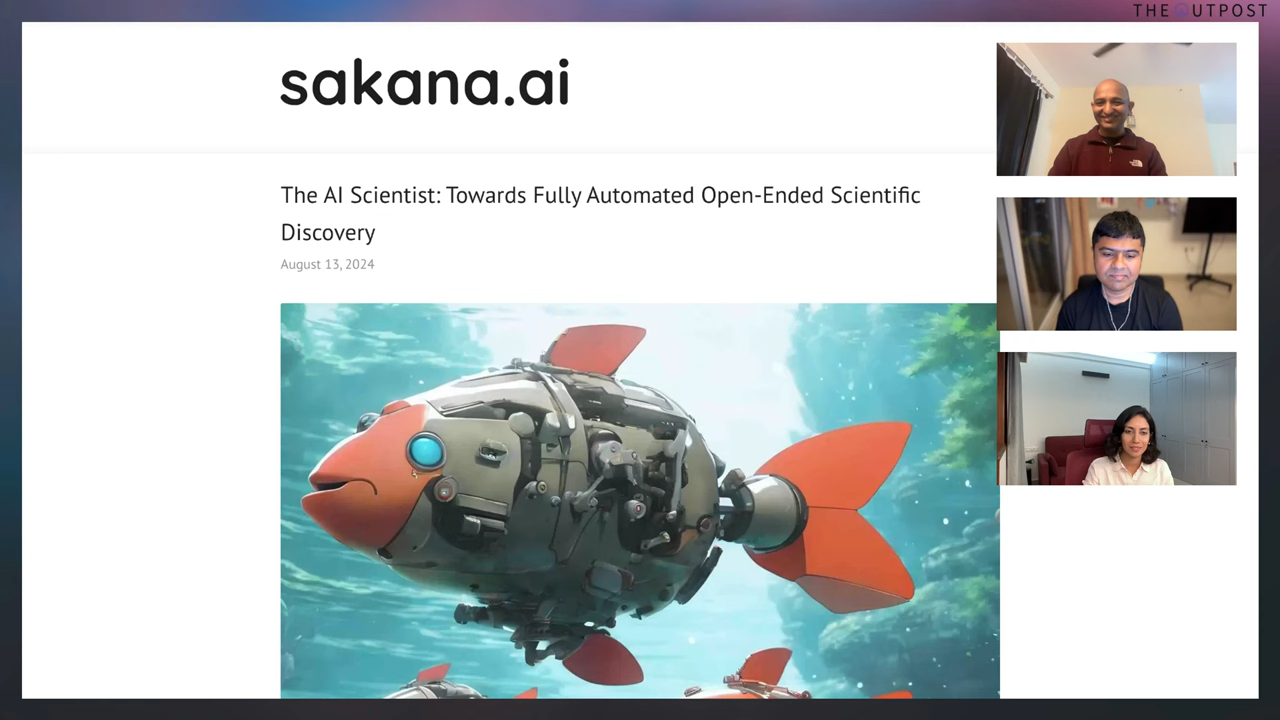 THE OUTPOST
sakana.ai
The AI Scientist: Towards Fully Automated Open-Ended Scientific
Discovery
August 13, 2024